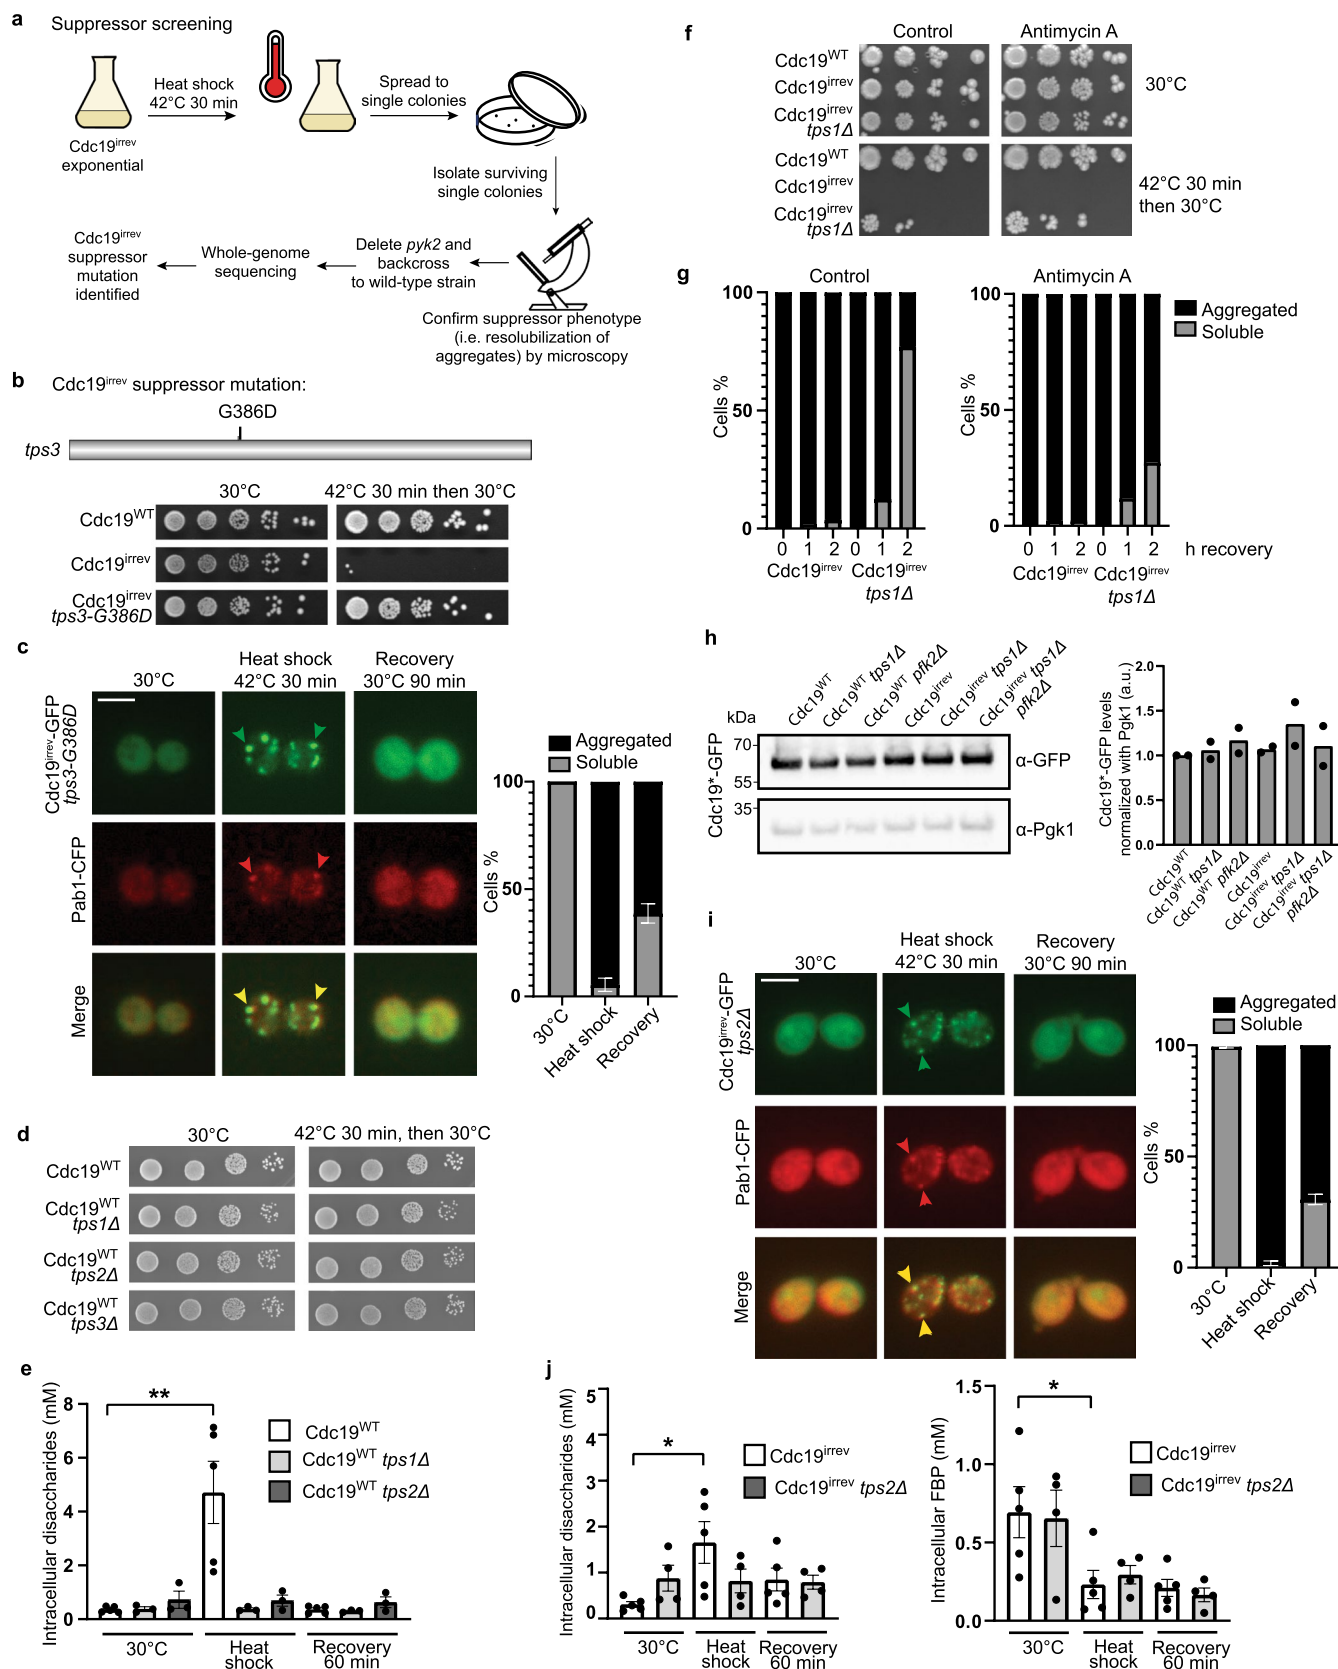 a Suppressor screening
Heat shock
42°C 30 min
Spread to
single colonies
Cdc19irrev
exponential
Isolate surviving
single colonies
Cdc19irrev
suppressor
mutation
identified
Whole-genome
sequencing
Delete pyk2 and
backcross
to wild-type strain
Confirm suppressor phenotype
(i.e. resolubilization of
aggregates) by microscopy
b Cdc19irrev suppressor mutation:
G386D
tps3
30°C 42°C 30 min then 30°C
Cdc19WT
Cdc19irrev
Cdc19irrev
tps3-G386D
c
30°C
Heat shock
42°C 30 min
Recovery
30°C 90 min
Cdc19irrev-GFP
tps3-G386D
Pab1-CFP
Merge
Aggregated
Soluble
Cells %
100
50
0
30°C
Heat shock
Recovery
d
30°C 42°C 30 min, then 30°C
Cdc19WT
Cdc19WT
tps1Δ
Cdc19WT
tps2Δ
Cdc19WT
tps3Δ
e
Intracellular disaccharides (mM)
8
6
4
2
0
**
Cdc19WT
Cdc19WT tps1Δ
Cdc19WT tps2Δ
30°C
Heat
shock
Recovery
60 min
f
Control Antimycin A
Cdc19WT
Cdc19irrev
Cdc19irrev
tps1Δ
30°C
Cdc19WT
Cdc19irrev
Cdc19irrev
tps1Δ
42°C 30 min
then 30°C
g
Control
Cells %
100
50
0
0 1 2 0 1 2
Cdc19irrev
Cdc19irrev
tps1Δ
Antimycin A
Cells %
100
50
0
0 1 2 0 1 2 h recovery
Cdc19irrev
Cdc19irrev
tps1Δ
Aggregated
Soluble
h
Cdc19WT
Cdc19WT tps1Δ
Cdc19WT pfk2Δ
Cdc19irrev
Cdc19irrev tps1Δ
Cdc19irrev tps1Δ
pfk2Δ
kDa
70
55
35
Cdc19*-GFP
α-GFP
α-Pgk1
Cdc19*-GFP levels
normalized with Pgk1 (a.u.)
2.0
1.5
1.0
0.5
0.0
Cdc19WT
Cdc19WT tps1Δ
Cdc19WT pfk2Δ
Cdc19irrev
Cdc19irrev tps1Δ
Cdc19irrev tps1Δ
pfk2Δ
i
30°C
Heat shock
42°C 30 min
Recovery
30°C 90 min
Cdc19irrev-GFP
tps2Δ
Pab1-CFP
Merge
Aggregated
Soluble
Cells %
100
50
0
30°C
Heat shock
Recovery
j
Intracellular disaccharides (mM)
5
4
3
2
1
0
*
Cdc19irrev
Cdc19irrev tps2Δ
30°C
Heat
shock
Recovery
60 min
Intracellular FBP (mM)
1.5
1.0
0.5
0.0
*
Cdc19irrev
Cdc19irrev tps2Δ
30°C
Heat
shock
Recovery
60 min